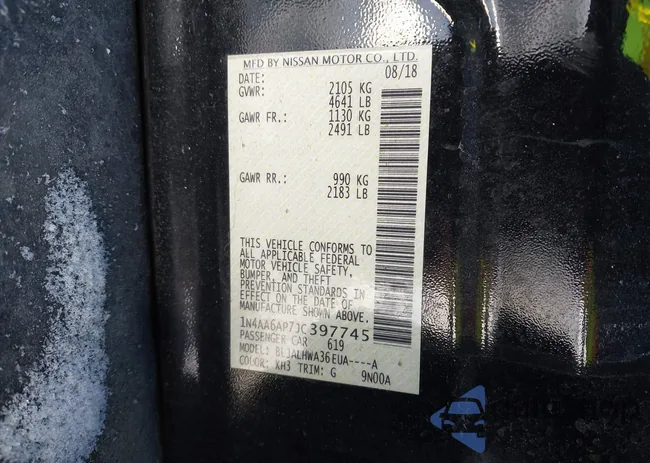 MFD BY NISSAN MOTOR CO., LTD.
DATE: 08/18
GVWR: 2105 KG
4641 LB
GAWR FR.: 1130 KG
2491 LB
GAWR RR.: 990 KG
2183 LB
THIS VEHICLE CONFORMS TO
ALL APPLICABLE FEDERAL
MOTOR VEHICLE SAFETY,
BUMPER, AND THEFT
PREVENTION STANDARDS IN
EFFECT ON THE DATE OF
MANUFACTURE SHOWN ABOVE.
1N4AA6AP7JC397745
PASSENGER CAR 619
MODEL: BL3ALHWA36EUA----A
COLOR: KH3 TRIM: G 9N00A